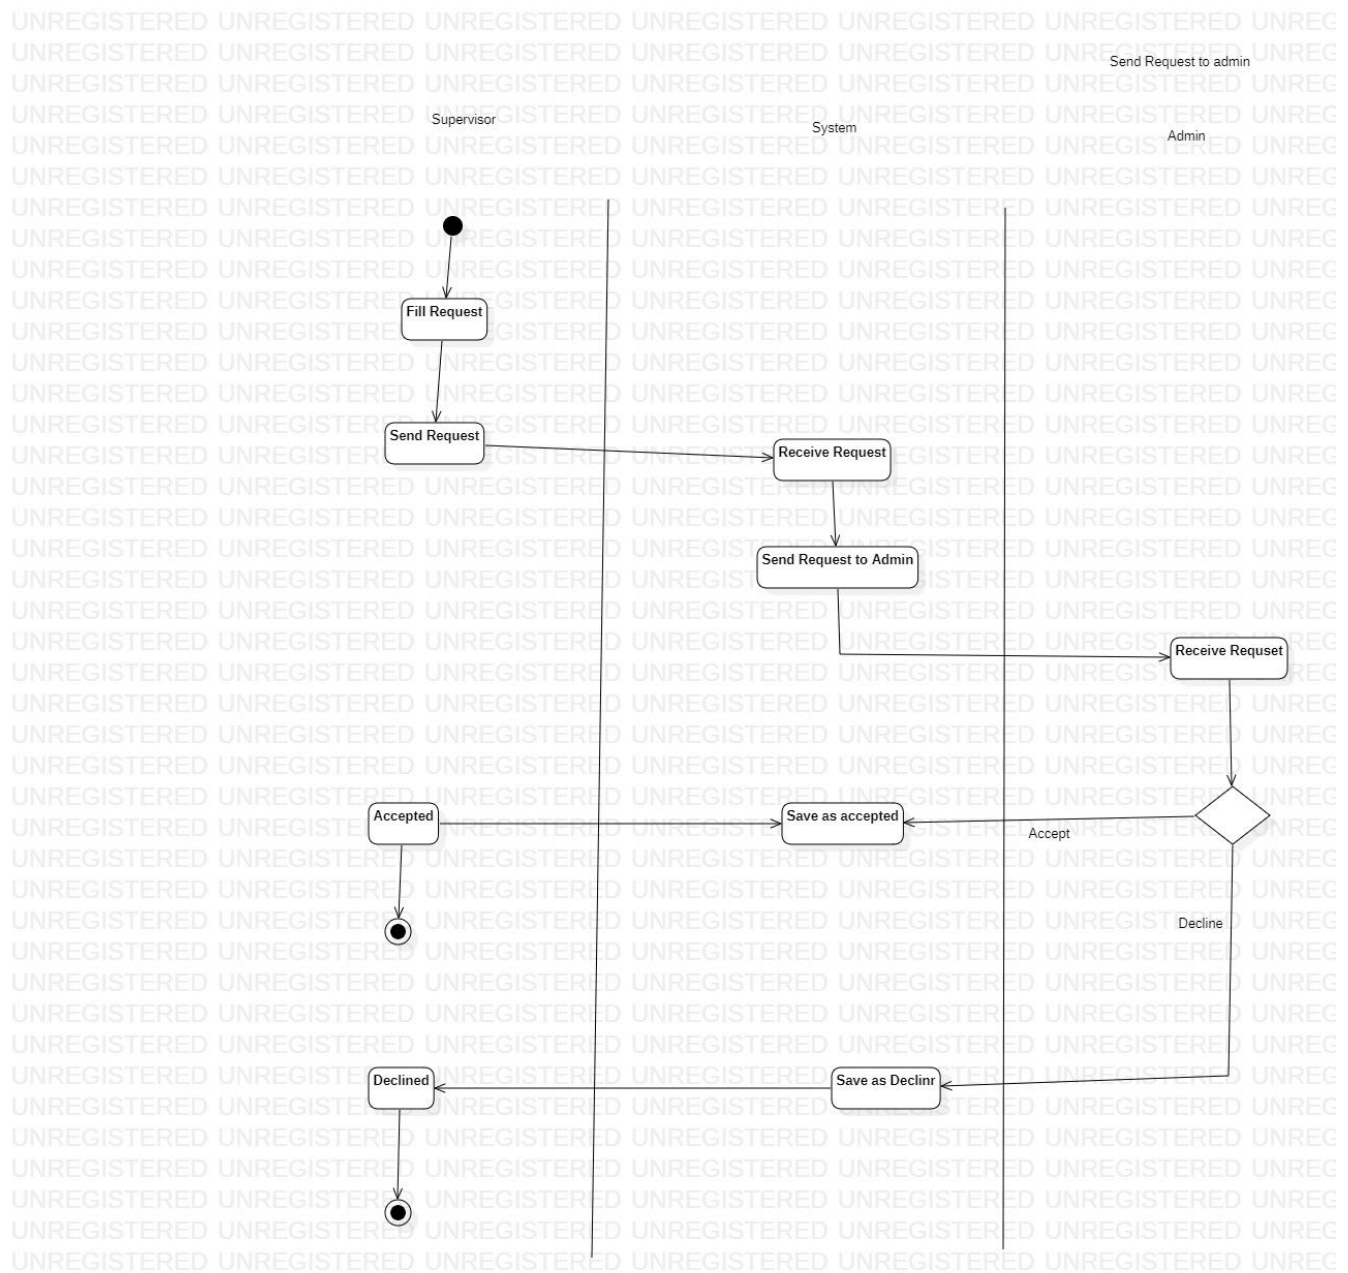 Send Request to admin
Supervisor
System
Admin
Fill Request
Send Request
Receive Request
Send Request to Admin
Receive Requset
Accepted
Save as accepted
Accept
Decline
Declined
Save as Declinr
UNREGISTERED